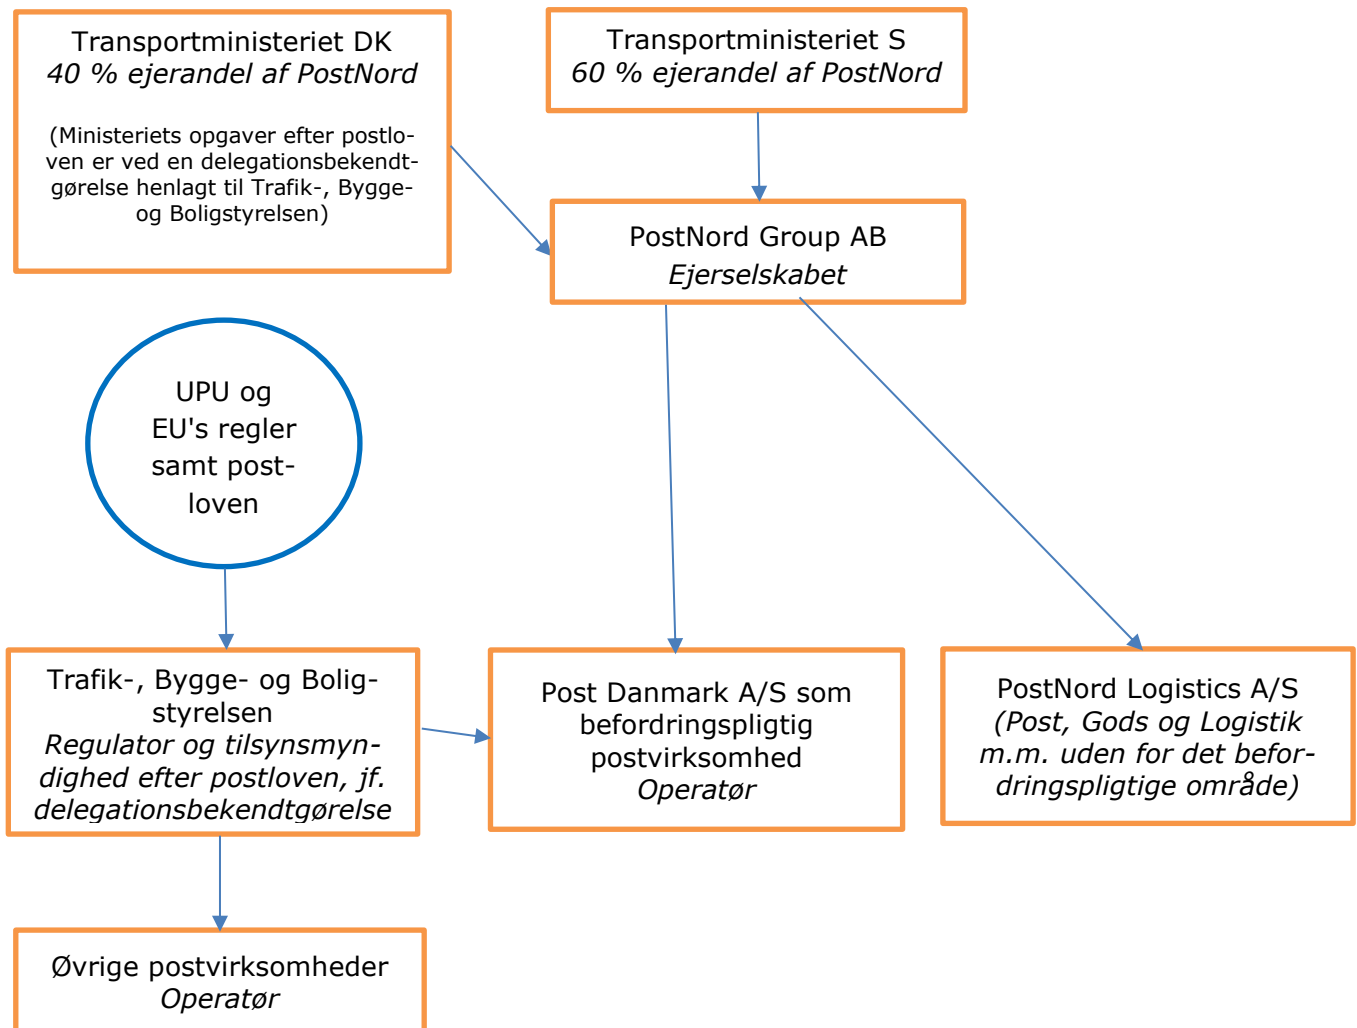 Transportministeriet DK
40 % ejerandel af PostNord
(Ministeriets opgaver efter postlo-
ven er ved en delegationsbekendt-
gørelse henlagt til Trafik-, Bygge-
og Boligstyrelsen)
Transportministeriet S
60 % ejerandel af PostNord
PostNord Group AB
Ejerselskabet
UPU og
EU's regler
samt post-
loven
Trafik-, Bygge- og Bolig-
styrelsen
Regulator og tilsynsmyn-
dighed efter postloven, jf.
delegationsbekendtgørelse
Post Danmark A/S som
befordringspligtig
postvirksomhed
Operatør
PostNord Logistics A/S
(Post, Gods og Logistik
m.m. uden for det befor-
dringspligtige område)
Øvrige postvirksomheder
Operatør